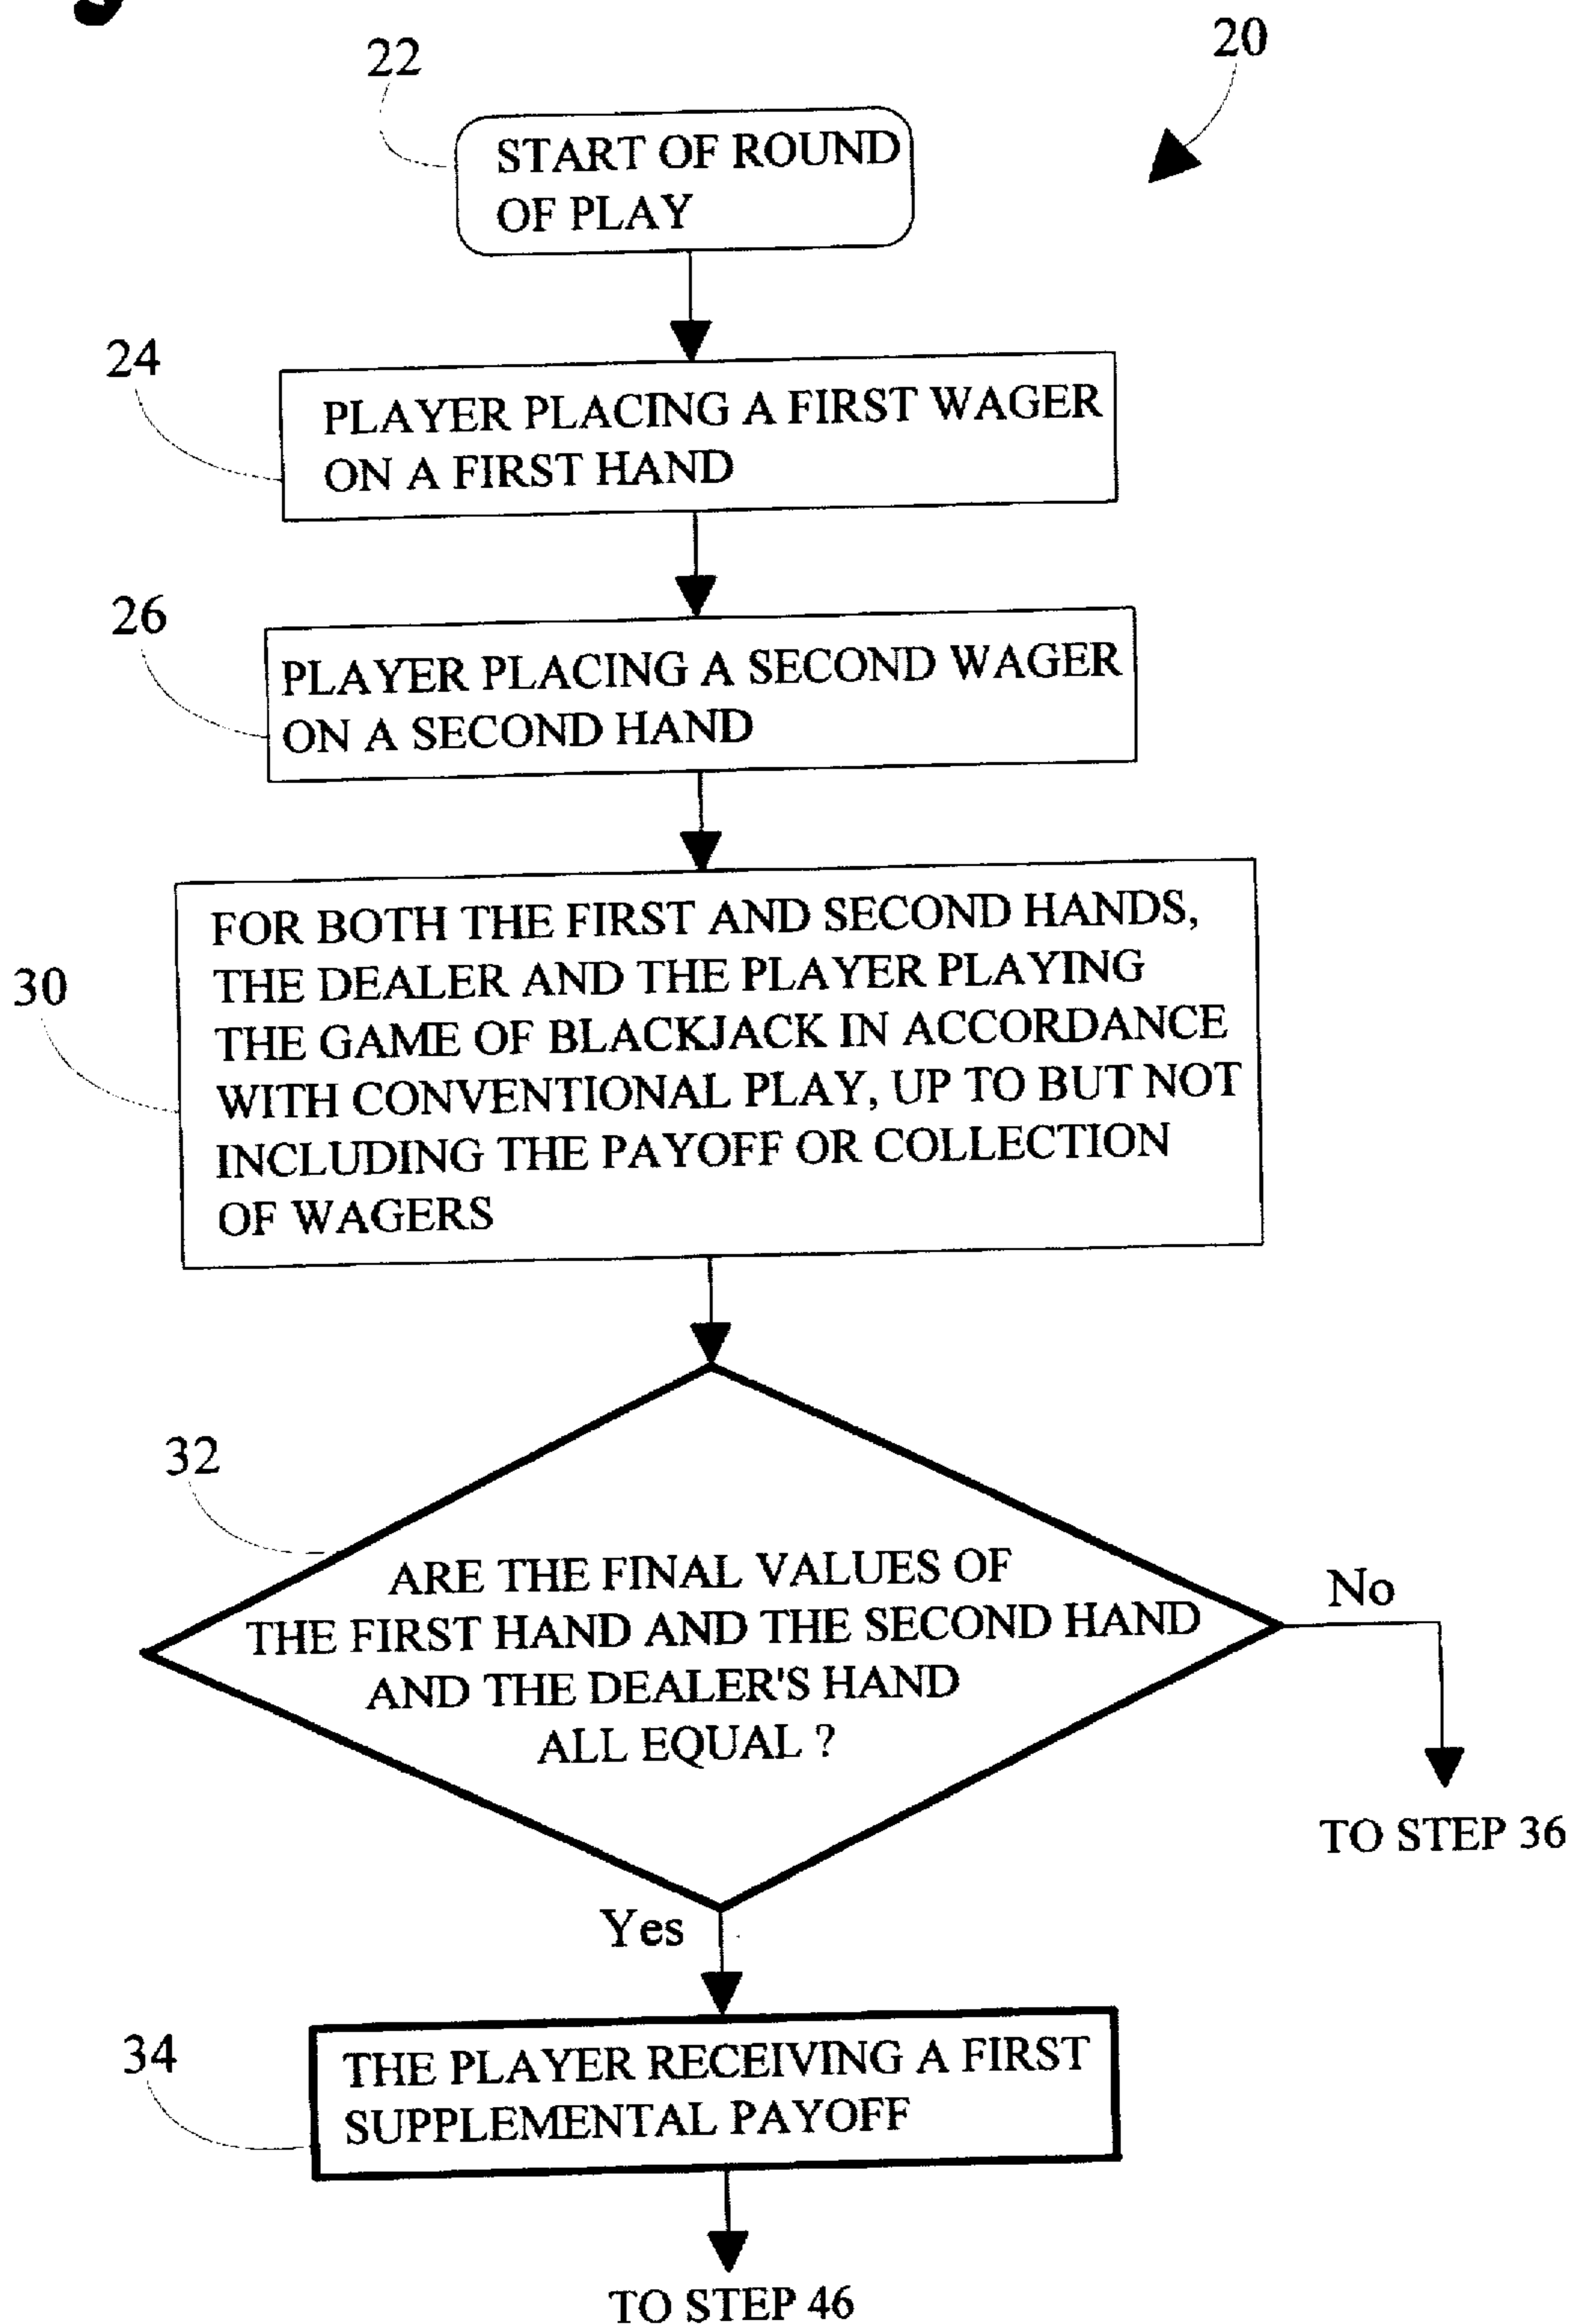 22
20
START OF ROUND
OF PLAY
24
PLAYER PLACING A FIRST WAGER
ON A FIRST HAND
26
PLAYER PLACING A SECOND WAGER
ON A SECOND HAND
30
FOR BOTH THE FIRST AND SECOND HANDS,
THE DEALER AND THE PLAYER PLAYING
THE GAME OF BLACKJACK IN ACCORDANCE
WITH CONVENTIONAL PLAY, UP TO BUT NOT
INCLUDING THE PAYOFF OR COLLECTION
OF WAGERS
32
ARE THE FINAL VALUES OF
THE FIRST HAND AND THE SECOND HAND
AND THE DEALER'S HAND
ALL EQUAL ?
No
TO STEP 36
Yes
34
THE PLAYER RECEIVING A FIRST
SUPPLEMENTAL PAYOFF
TO STEP 46